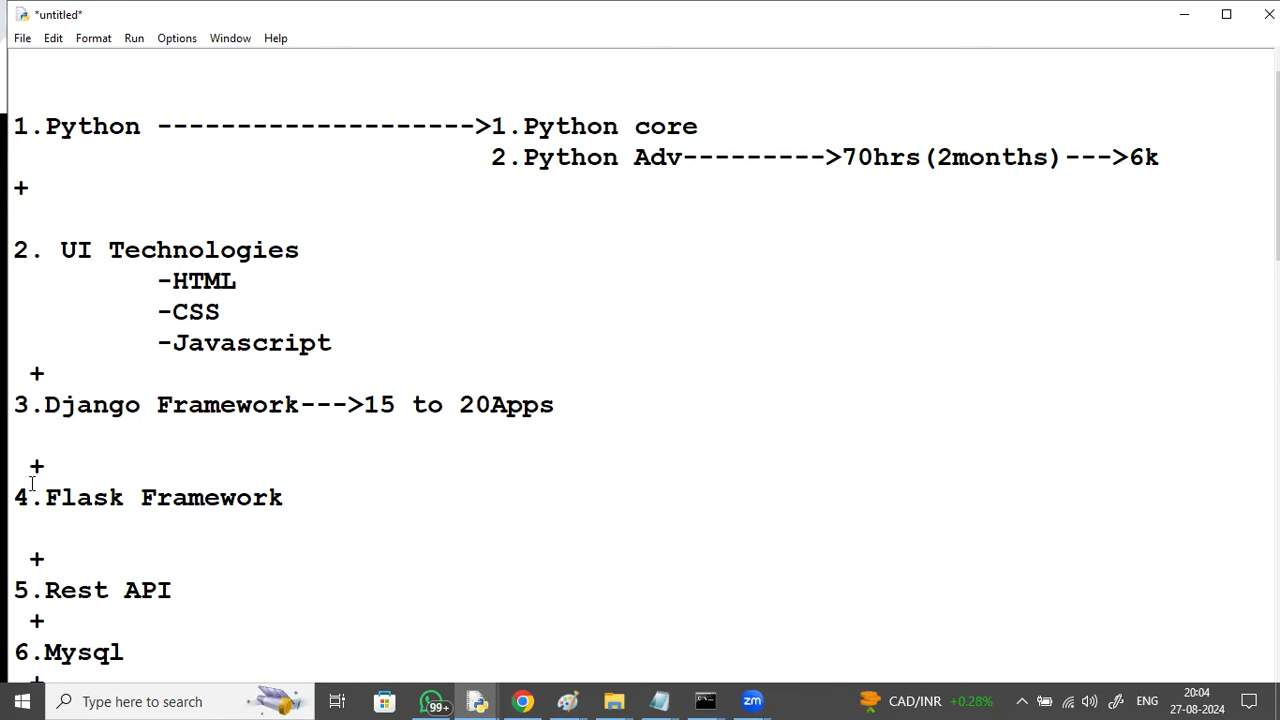 *untitled*
File Edit Format Run Options Window Help
1.Python -------------------->1.Python core
2.Python Adv--------->70hrs(2months)--->6k
+
2. UI Technologies
-HTML
-CSS
-Javascript
+
3.Django Framework--->15 to 20Apps
+
4.Flask Framework
+
5.Rest API
+
6.Mysql
+
Type here to search 99+ zm CAD/INR +0.28% ENG 20:04
27-08-2024